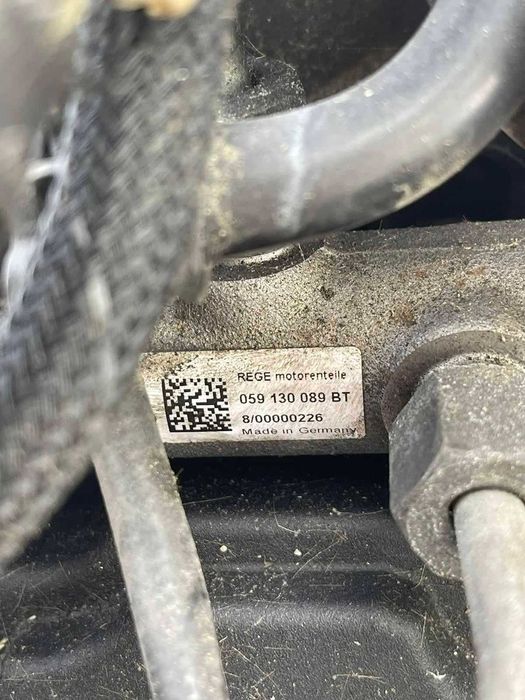 REGE motorenteile
059 130 089 BT
8/00000226
Made in Germany